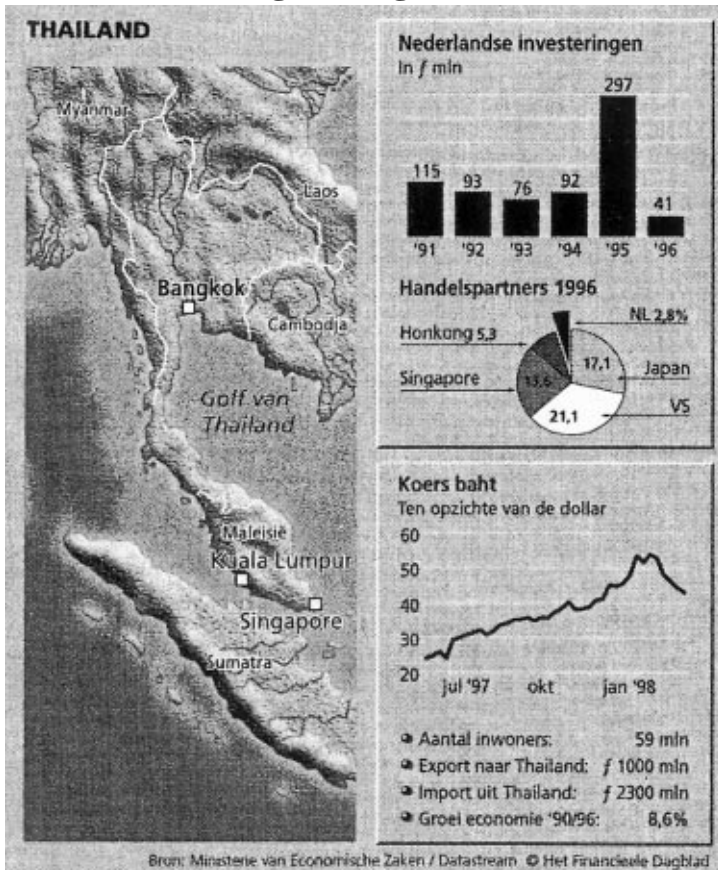 THAILAND
Myanmar
Laos
Bangkok
Cambodja
Golf van
Thailand
Maleisië
Kuala Lumpur
Singapore
Sumatra
Nederlandse investeringen
In ƒ mln
297
115
93
76
92
41
'91 '92 '93 '94 '95 '96
Handelspartners 1996
NL 2,8%
Honkong 5,3
17,1
Japan
Singapore
13,6
VS
21,1
Koers baht
Ten opzichte van de dollar
60
50
40
30
20
jul '97 okt jan '98
Aantal inwoners: 59 mln
Export naar Thailand: ƒ 1000 mln
Import uit Thailand: ƒ 2300 mln
Groei economie '90/96: 8,6%
Bron: Ministerie van Economische Zaken / Datastream © Het Financieele Dagblad